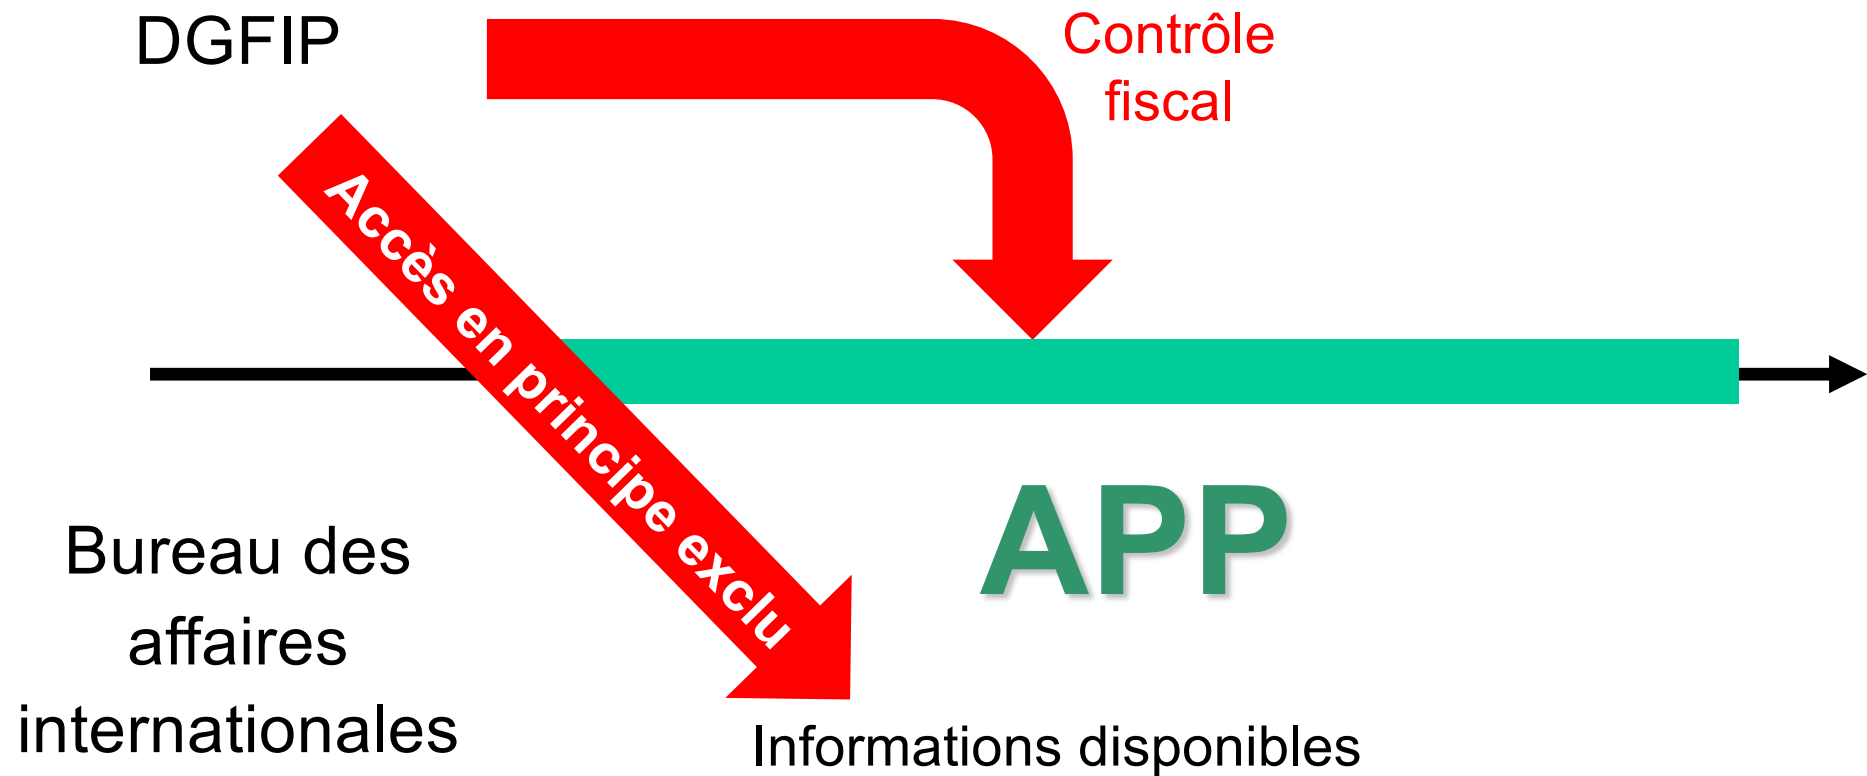 DGFIP
Contrôle
fiscal
Accès en principe exclu
APP
Bureau des
affaires
internationales
Informations disponibles